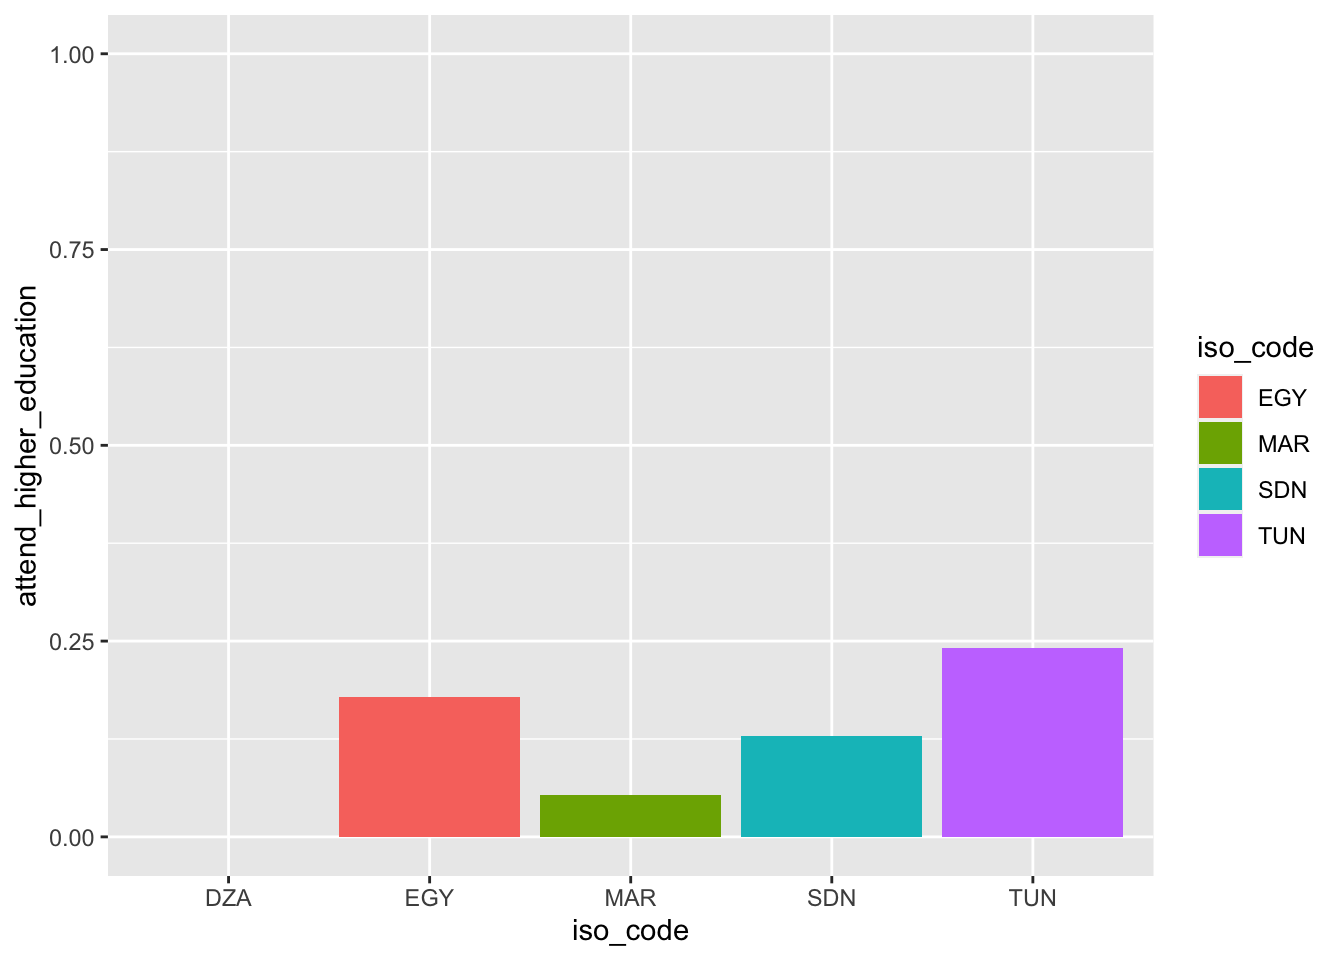 attend_higher_education
1.00
0.75
0.50
0.25
0.00
DZA EGY MAR SDN TUN
iso_code
iso_code
EGY
MAR
SDN
TUN